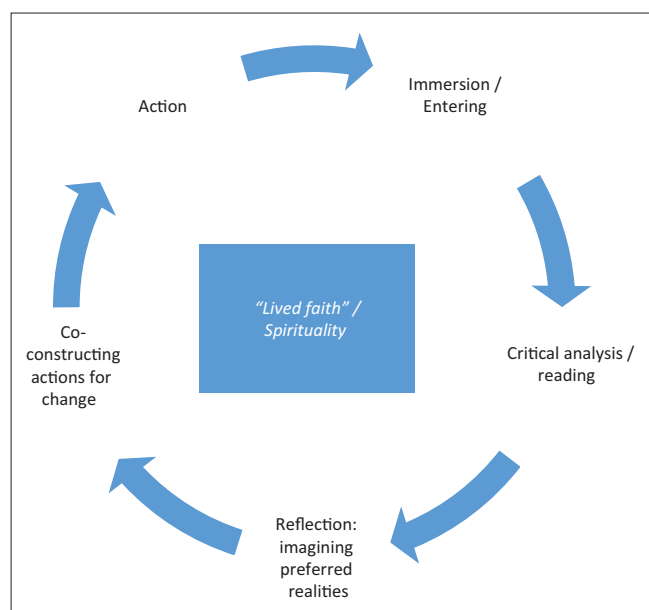 Action
Immersion /
Entering
"Lived faith" /
Spirituality
Critical analysis /
reading
Reflection:
imagining
preferred
realities
Co-
constructing
actions for
change